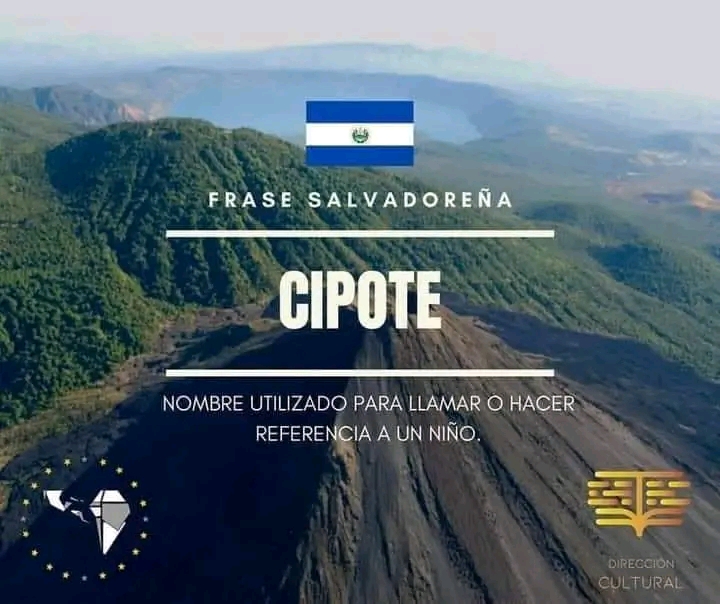 FRASE SALVADOREÑA
CIPOTE
NOMBRE UTILIZADO PARA LLAMAR O HACER
REFERENCIA A UN NIÑO.
DIRECCIÓN
CULTURAL